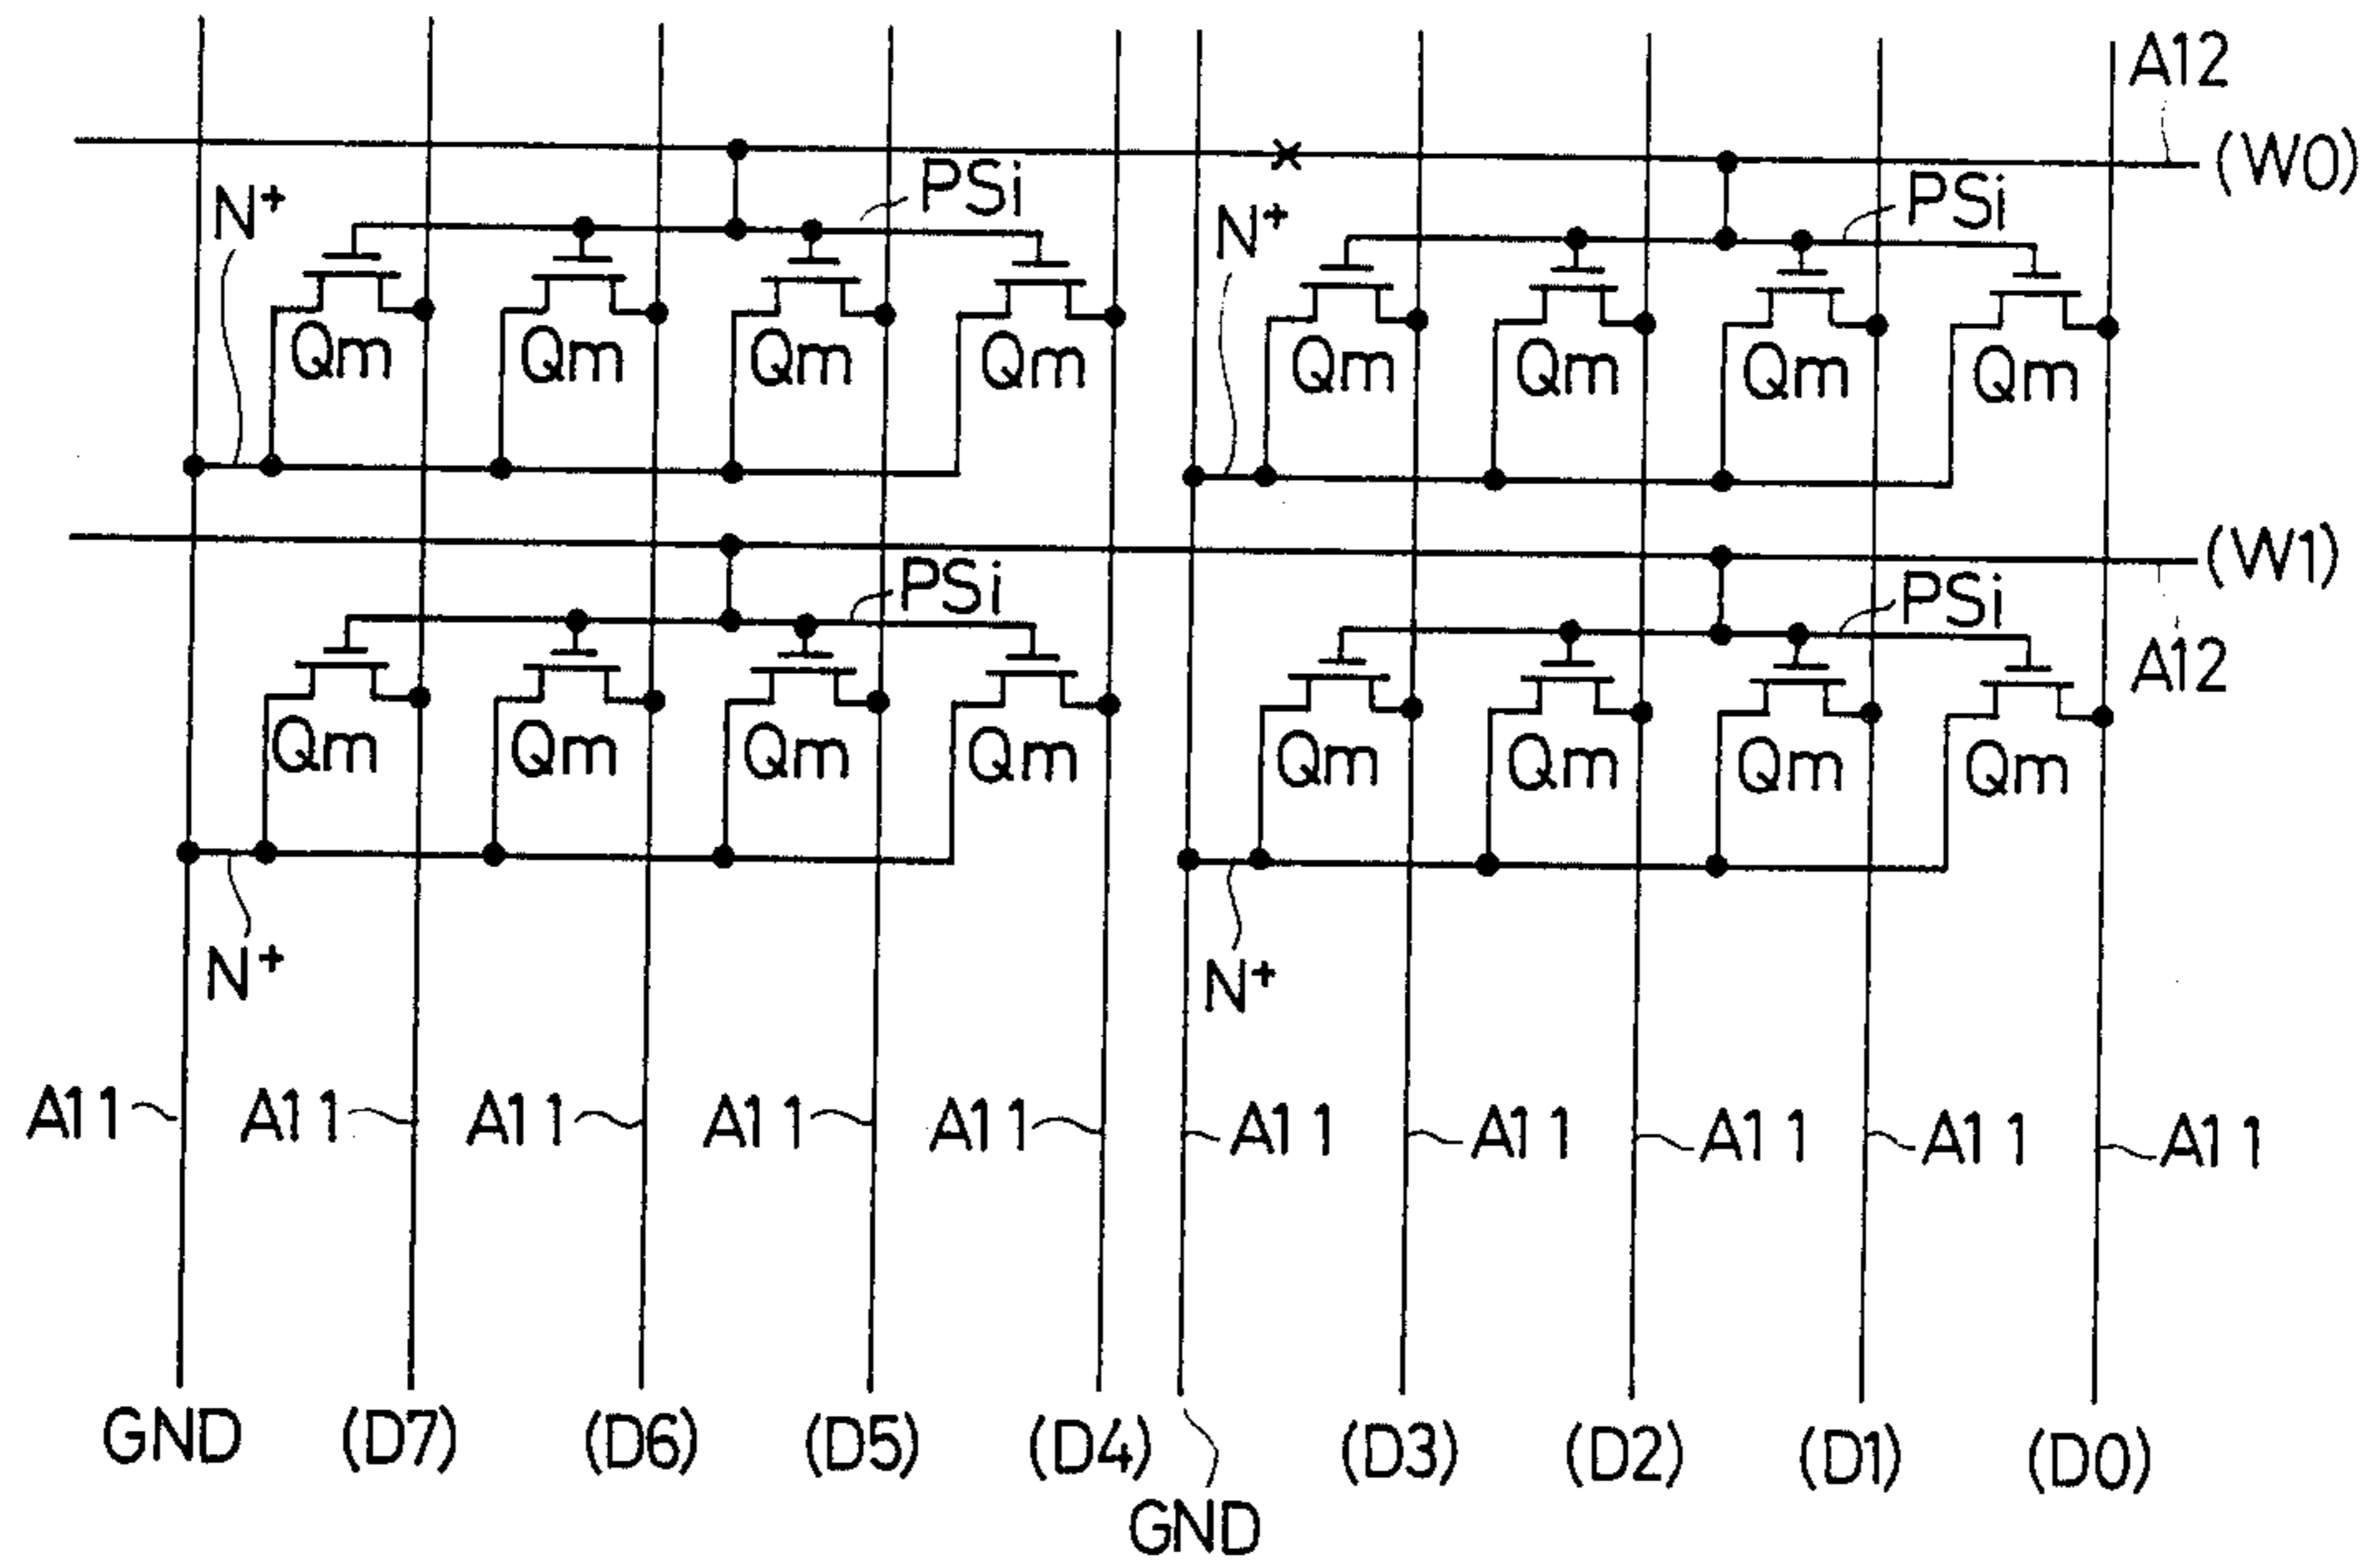 A12
(W0)
N+ PSi N+ PSi
Qm Qm Qm Qm Qm Qm Qm Qm
(W1)
PSi PSi
A12
Qm Qm Qm Qm Qm Qm Qm Qm
N+ N+
A11 A11 A11 A11 A11 A11 A11 A11 A11 A11
GND (D7) (D6) (D5) (D4) (D3) (D2) (D1) (D0)
GND